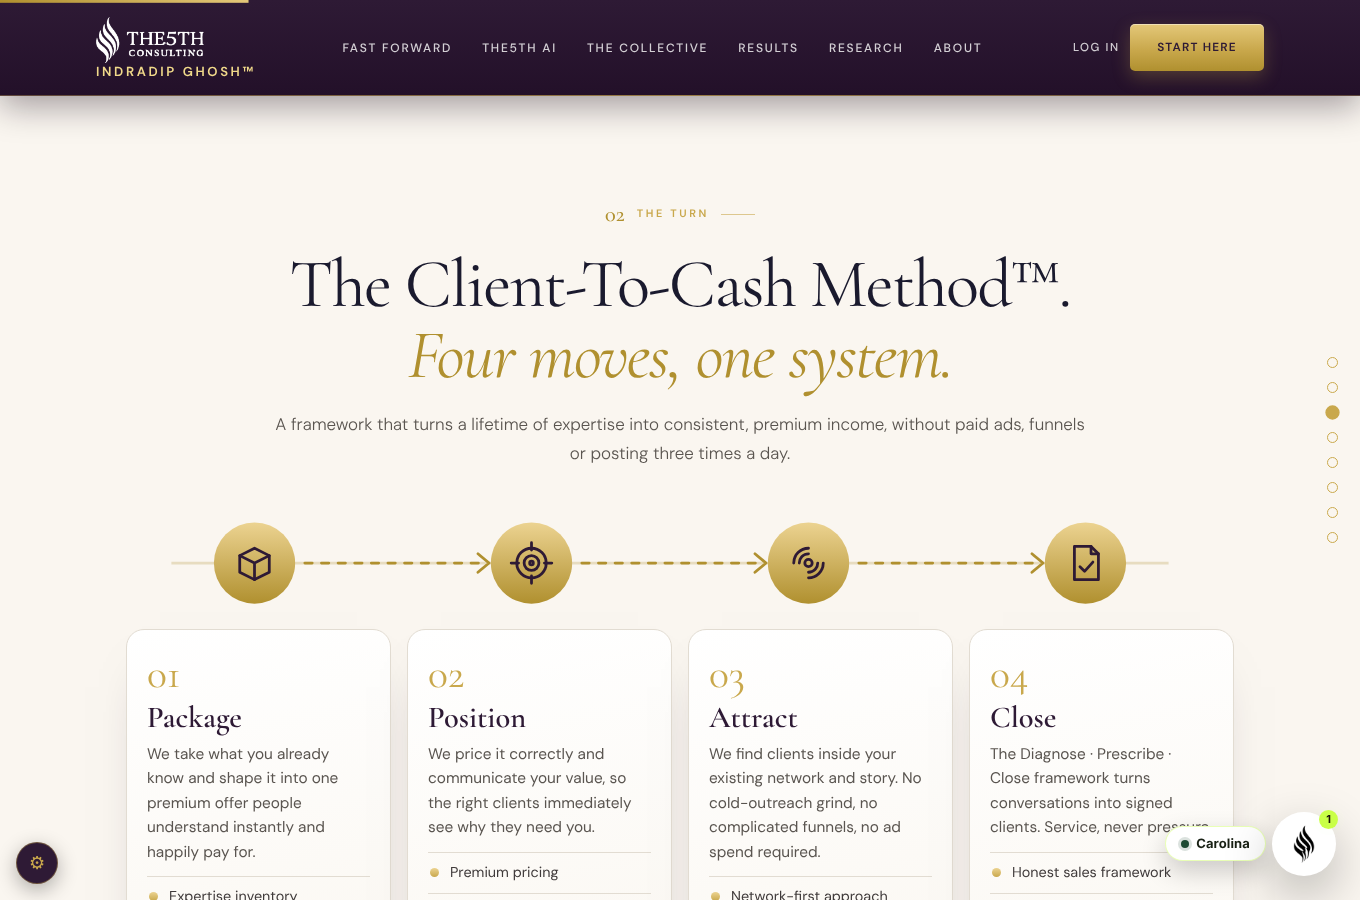 THE5TH
CONSULTING
INDRADIP GHOSH™
FAST FORWARD THE5TH AI THE COLLECTIVE RESULTS RESEARCH ABOUT
LOG IN START HERE
02 THE TURN
The Client-To-Cash Method™.
Four moves, one system.
A framework that turns a lifetime of expertise into consistent, premium income, without paid ads, funnels
or posting three times a day.
01
Package
We take what you already
know and shape it into one
premium offer people
understand instantly and
happily pay for.
Expertise inventory
02
Position
We price it correctly and
communicate your value, so
the right clients immediately
see why they need you.
Premium pricing
03
Attract
We find clients inside your
existing network and story. No
cold-outreach grind, no
complicated funnels, no ad
spend required.
Network-first approach
04
Close
The Diagnose · Prescribe ·
Close framework turns
conversations into signed
clients. Service, never pressure.
Honest sales framework
Carolina
1